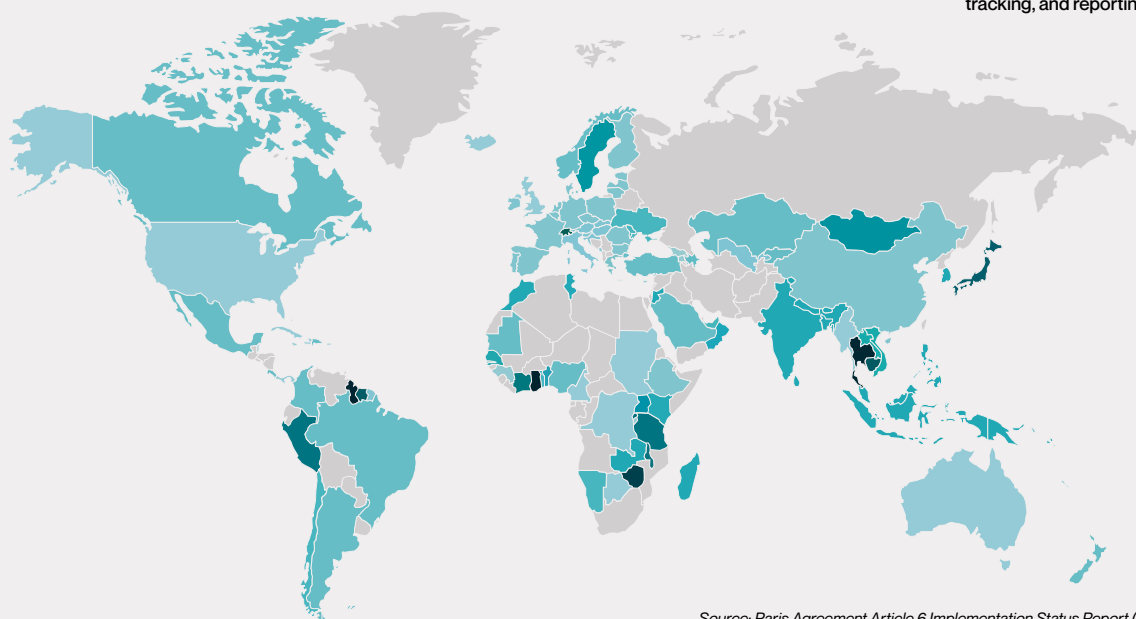 tracking, and reportin
Source: Paris Agreement Article 6 Implementation Status Report (